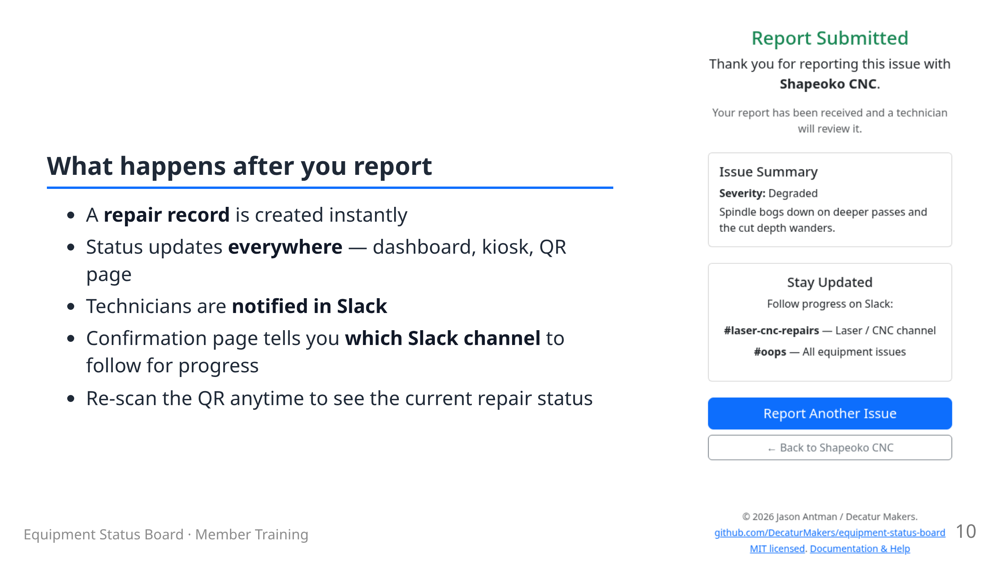 What happens after you report
• A repair record is created instantly
• Status updates everywhere — dashboard, kiosk, QR
page
• Technicians are notified in Slack
• Confirmation page tells you which Slack channel to
follow for progress
• Re-scan the QR anytime to see the current repair status
Report Submitted
Thank you for reporting this issue with
Shapeoko CNC.
Your report has been received and a technician
will review it.
Issue Summary
Severity: Degraded
Spindle bogs down on deeper passes and
the cut depth wanders.
Stay Updated
Follow progress on Slack:
#laser-cnc-repairs — Laser / CNC channel
#oops — All equipment issues
Report Another Issue
← Back to Shapeoko CNC
© 2026 Jason Antman / Decatur Makers.
github.com/DecaturMakers/equipment-status-board
MIT licensed. Documentation & Help
Equipment Status Board · Member Training
10